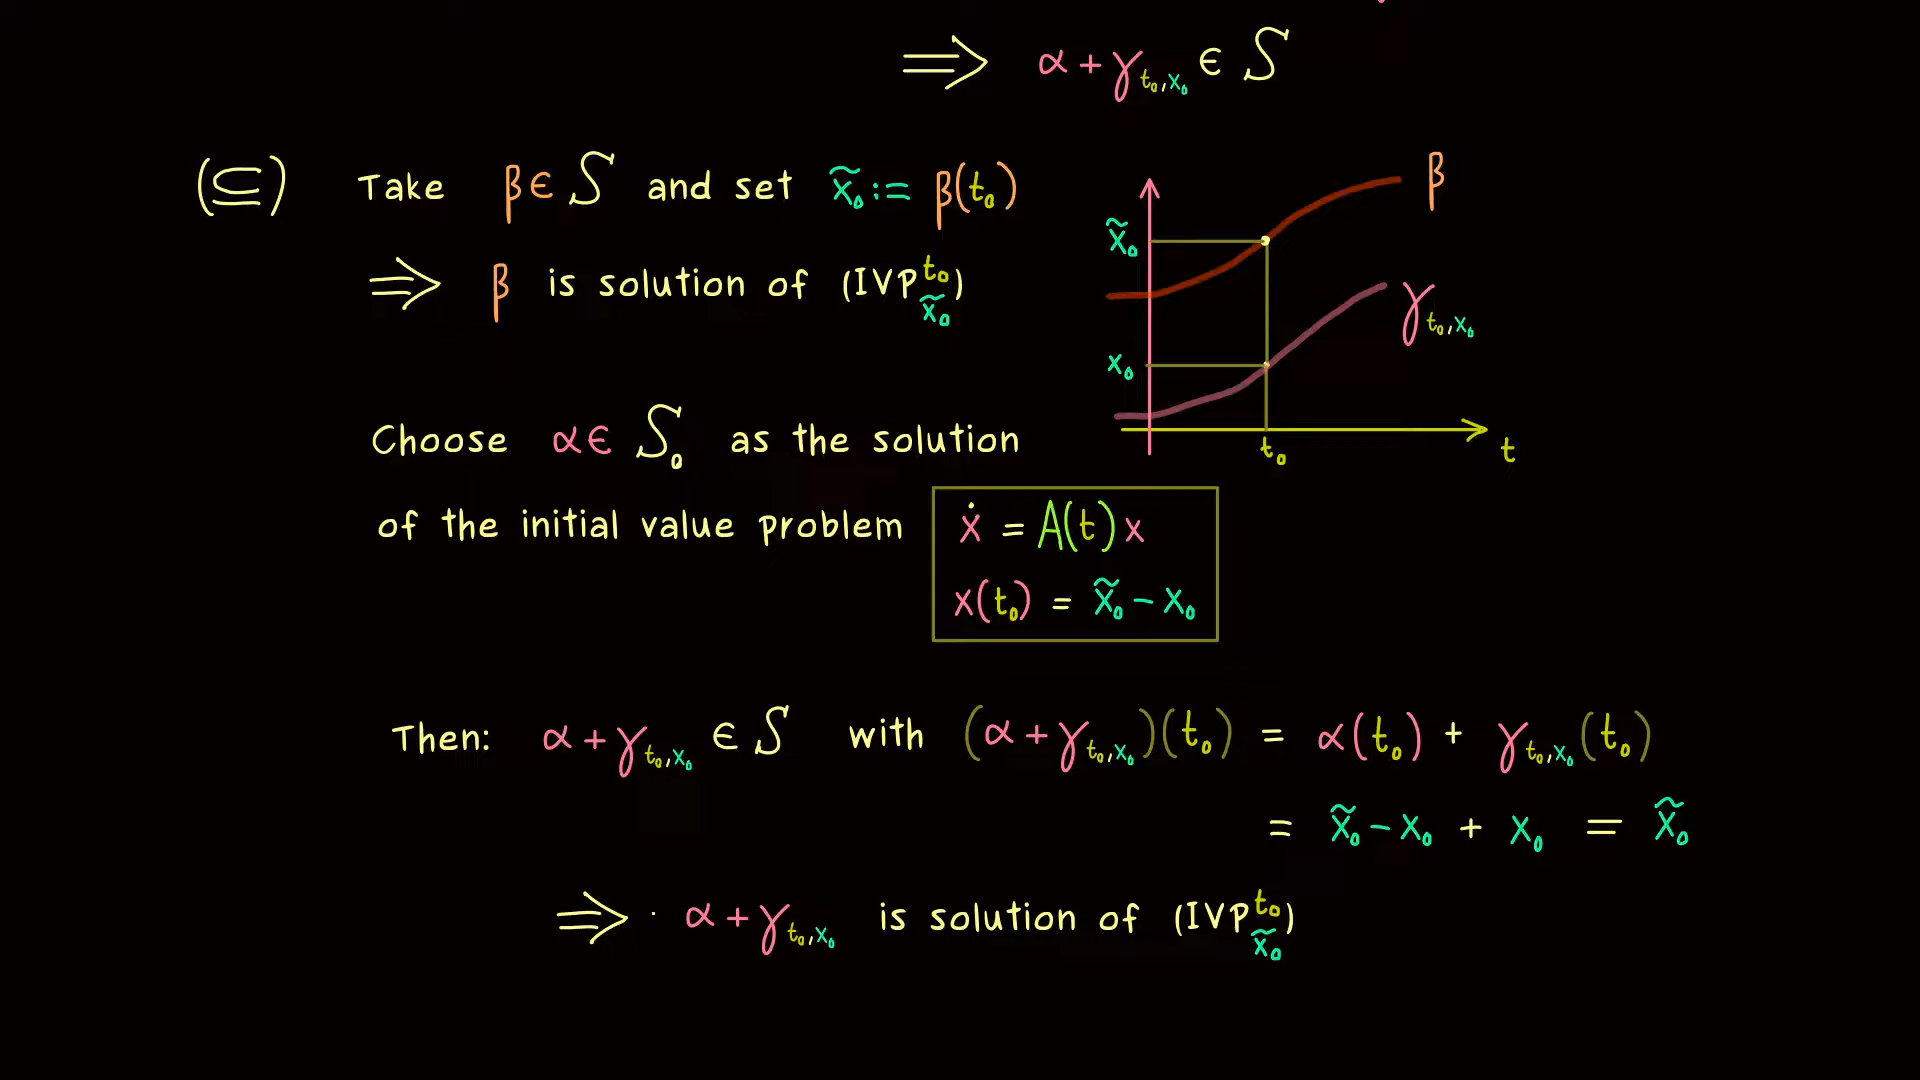 ⟹ α + γ_{t₀,x₀} ∈ S
(⊆) Take β ∈ S and set x̃₀ := β(t₀)
⟹ β is solution of (IVP^{t₀}_{x̃₀})
β
x̃₀
γ_{t₀,x₀}
x₀
t₀
t
Choose α ∈ S₀ as the solution
of the initial value problem
ẋ = A(t)x
x(t₀) = x̃₀ - x₀
Then: α + γ_{t₀,x₀} ∈ S with (α + γ_{t₀,x₀})(t₀) = α(t₀) + γ_{t₀,x₀}(t₀)
= x̃₀ - x₀ + x₀ = x̃₀
⟹ α + γ_{t₀,x₀} is solution of (IVP^{t₀}_{x̃₀})